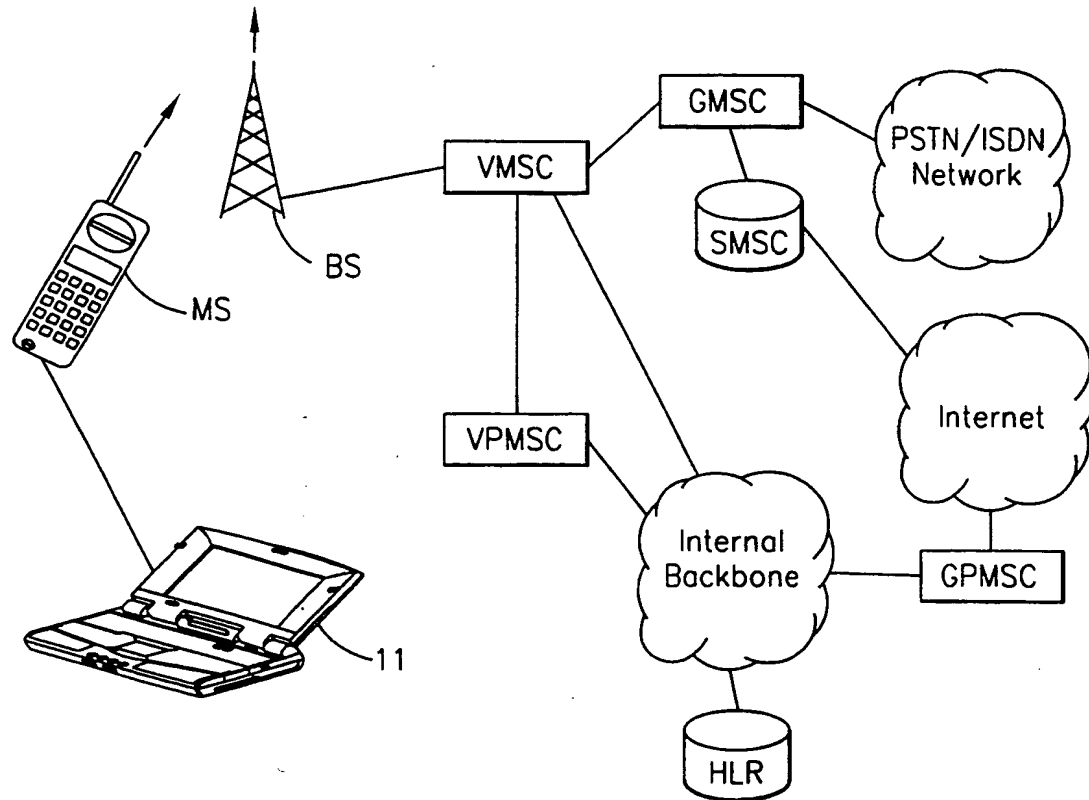 GMSC
PSTN/ISDN
Network
VMSC
SMSC
BS
MS
Internet
VPMSC
Internal
Backbone
GPMSC
11
HLR